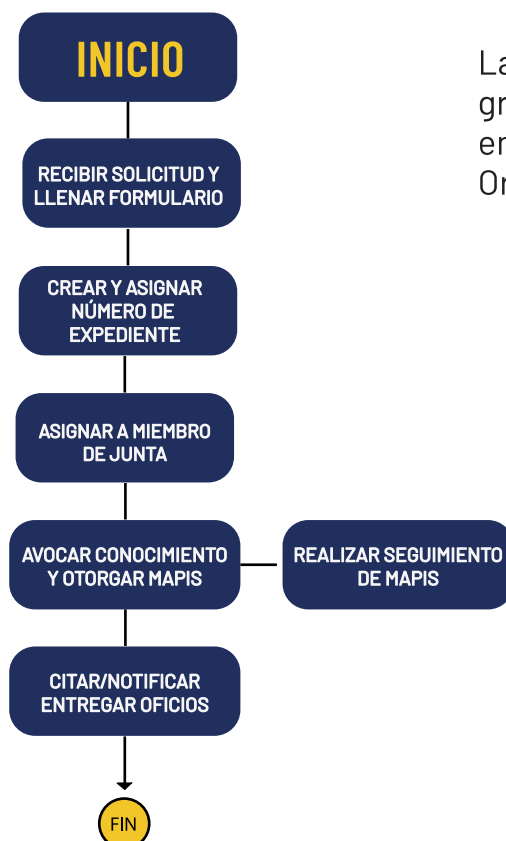 INICIO
RECIBIR SOLICITUD Y
LLENAR FORMULARIO
CREAR Y ASIGNAR
NÚMERO DE
EXPEDIENTE
ASIGNAR A MIEMBRO
DE JUNTA
AVOCAR CONOCIMIENTO
Y OTORGAR MAPIS
REALIZAR SEGUIMIENTO
DE MAPIS
CITAR/NOTIFICAR
ENTREGAR OFICIOS
FIN
La